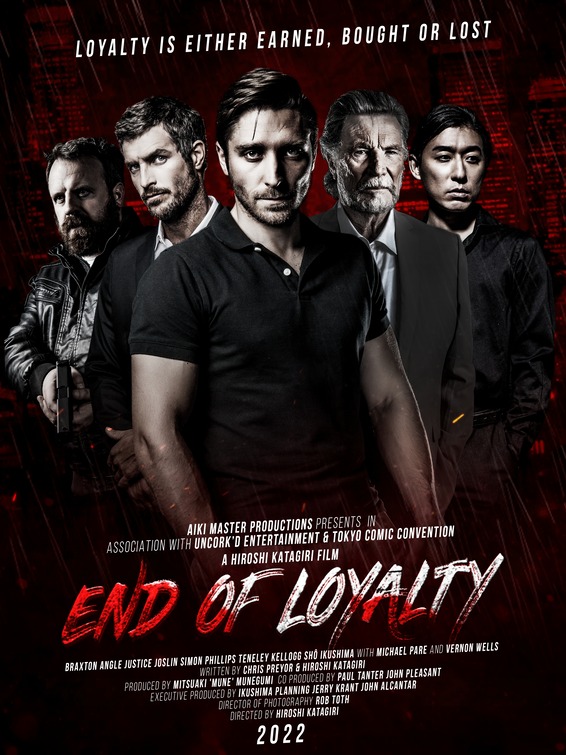 LOYALTY IS EITHER EARNED, BOUGHT OR LOST
AIKI MASTER PRODUCTIONS PRESENTS IN
ASSOCIATION WITH UNCORK'D ENTERTAINMENT & TOKYO COMIC CONVENTION
A HIROSHI KATAGIRI FILM
END OF LOYALTY
BRAXTON ANGLE JUSTICE JOSLIN SIMON PHILLIPS TENELEY KELLOGG SHÔ IKUSHIMA WITH MICHAEL PARE AND VERNON WELLS
WRITTEN BY CHRIS PREYOR & HIROSHI KATAGIRI
PRODUCED BY MITSUAKI 'MUNE' MUNEGUMI CO PRODUCED BY PAUL TANTER JOHN PLEASANT
EXECUTIVE PRODUCED BY IKUSHIMA PLANNING JERRY KRANT JOHN ALCANTAR
DIRECTOR OF PHOTOGRAPHY ROB TOTH
DIRECTED BY HIROSHI KATAGIRI
2022